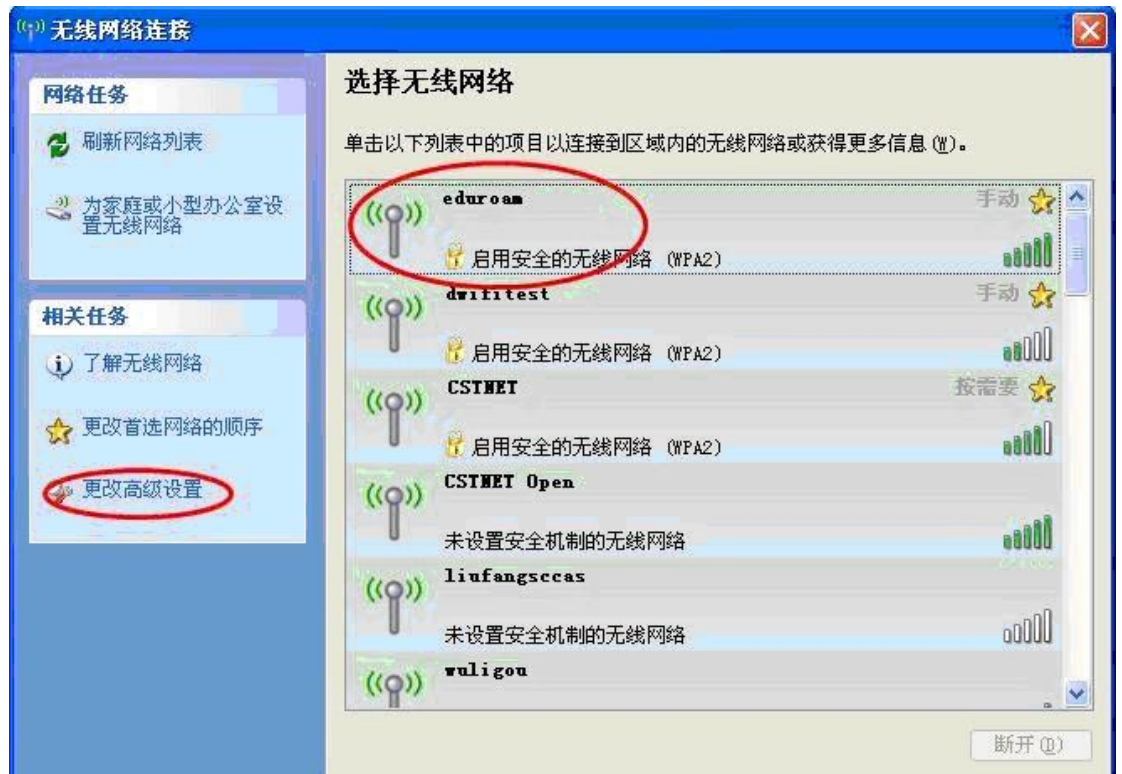 无线网络连接
网络任务
刷新网络列表
为家庭或小型办公室设
置无线网络
相关任务
了解无线网络
更改首选网络的顺序
更改高级设置
选择无线网络
单击以下列表中的项目以连接到区域内的无线网络或获得更多信息(W)。
eduroam 手动
启用安全的无线网络 (WPA2)
dwifitest 手动
启用安全的无线网络 (WPA2)
CSTNET 按需要
启用安全的无线网络 (WPA2)
CSTNET Open
未设置安全机制的无线网络
liufangsccas
未设置安全机制的无线网络
wuligou
断开(D)